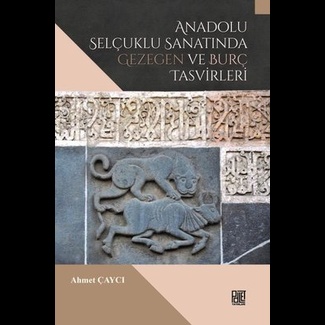 ANADOLU
SELÇUKLU SANATINDA
GEZEGEN VE BURÇ
TASVİRLERİ
Ahmet ÇAYCI